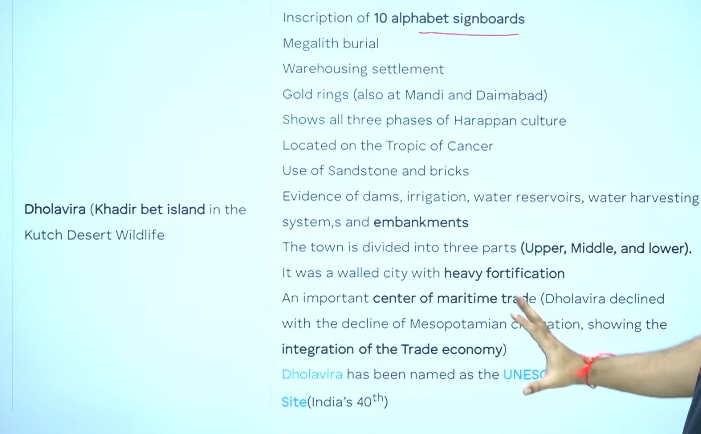 Inscription of 10 alphabet signboards
Megalith burial
Warehousing settlement
Gold rings (also at Mandi and Daimabad)
Shows all three phases of Harappan culture
Located on the Tropic of Cancer
Use of Sandstone and bricks
Evidence of dams, irrigation, water reservoirs, water harvesting
system,s and embankments
The town is divided into three parts (Upper, Middle, and lower).
It was a walled city with heavy fortification
An important center of maritime trade (Dholavira declined
with the decline of Mesopotamian showing the
integration of the Trade economy)
Dholavira has been named as the
Site(India's 40th)
Dholavira (Khadir bet island in the
Kutch Desert Wildlife